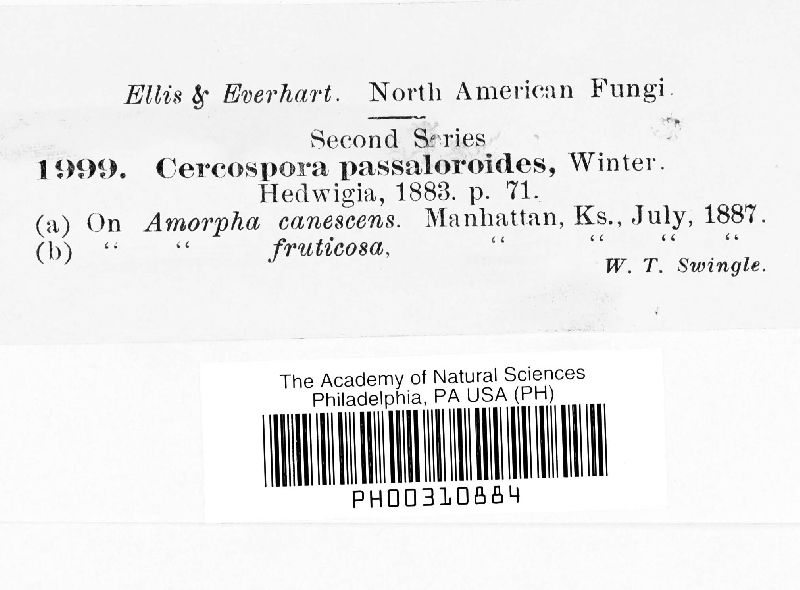 Ellis & Everhart. North American Fungi.
Second Series
1999. Cercospora passaloroides, Winter.
Hedwigia, 1883. p. 71.
(a) On Amorpha canescens. Manhattan, Ks., July, 1887.
(b) “ “ fruticosa, “ “ “ “
W. T. Swingle.
The Academy of Natural Sciences
Philadelphia, PA USA (PH)
PH00310884